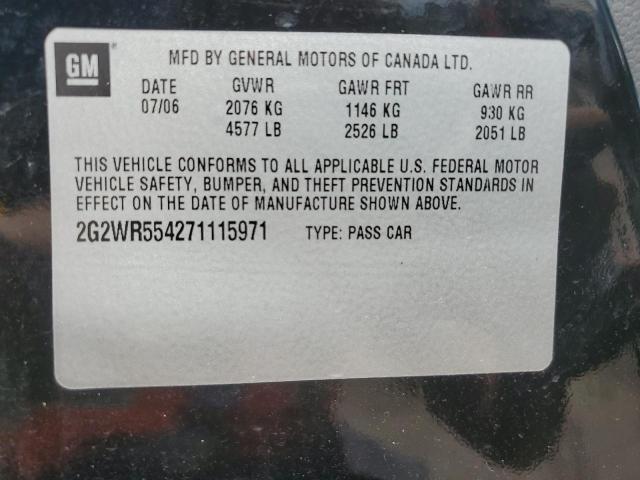 GM
MFD BY GENERAL MOTORS OF CANADA LTD.
DATE GVWR GAWR FRT GAWR RR
07/06 2076 KG 1146 KG 930 KG
4577 LB 2526 LB 2051 LB
THIS VEHICLE CONFORMS TO ALL APPLICABLE U.S. FEDERAL MOTOR
VEHICLE SAFETY, BUMPER, AND THEFT PREVENTION STANDARDS IN
EFFECT ON THE DATE OF MANUFACTURE SHOWN ABOVE.
2G2WR554271115971 TYPE: PASS CAR